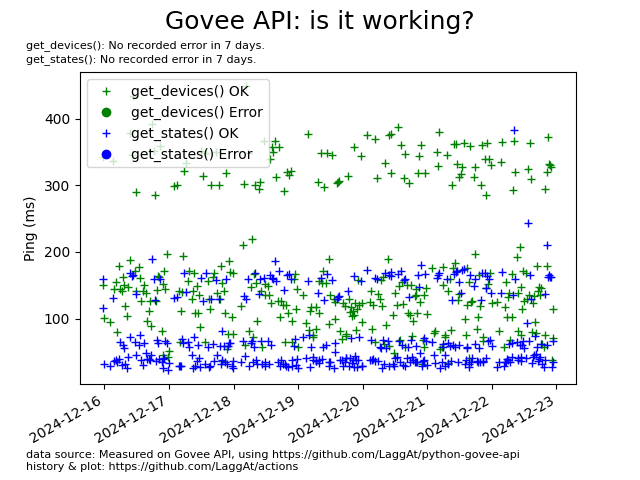 Govee API: is it working?
get_devices(): No recorded error in 7 days.
get_states(): No recorded error in 7 days.
get_devices() OK
get_devices() Error
get_states() OK
get_states() Error
400
300
200
100
Ping (ms)
2024-12-16
2024-12-17
2024-12-18
2024-12-19
2024-12-20
2024-12-21
2024-12-22
2024-12-23
data source: Measured on Govee API, using https://github.com/LaggAt/python-govee-api
history & plot: https://github.com/LaggAt/actions